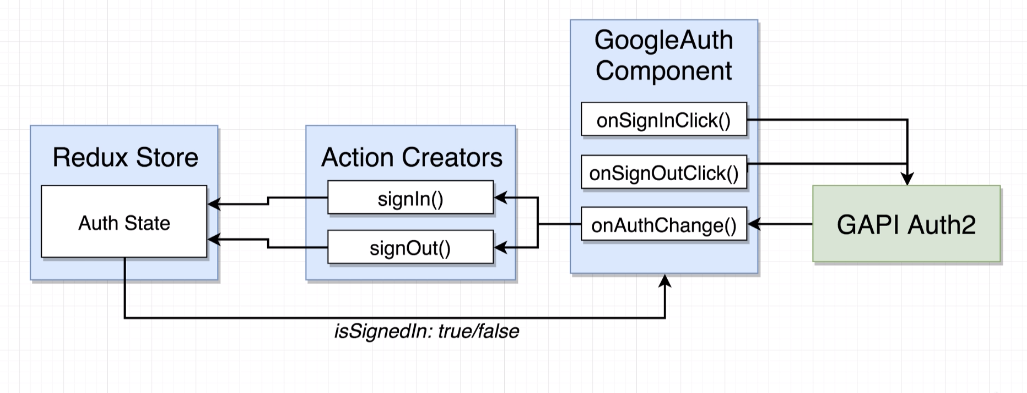 GoogleAuth
Component
onSignInClick()
onSignOutClick()
onAuthChange()
Redux Store
Auth State
Action Creators
signIn()
signOut()
GAPI Auth2
isSignedIn: true/false